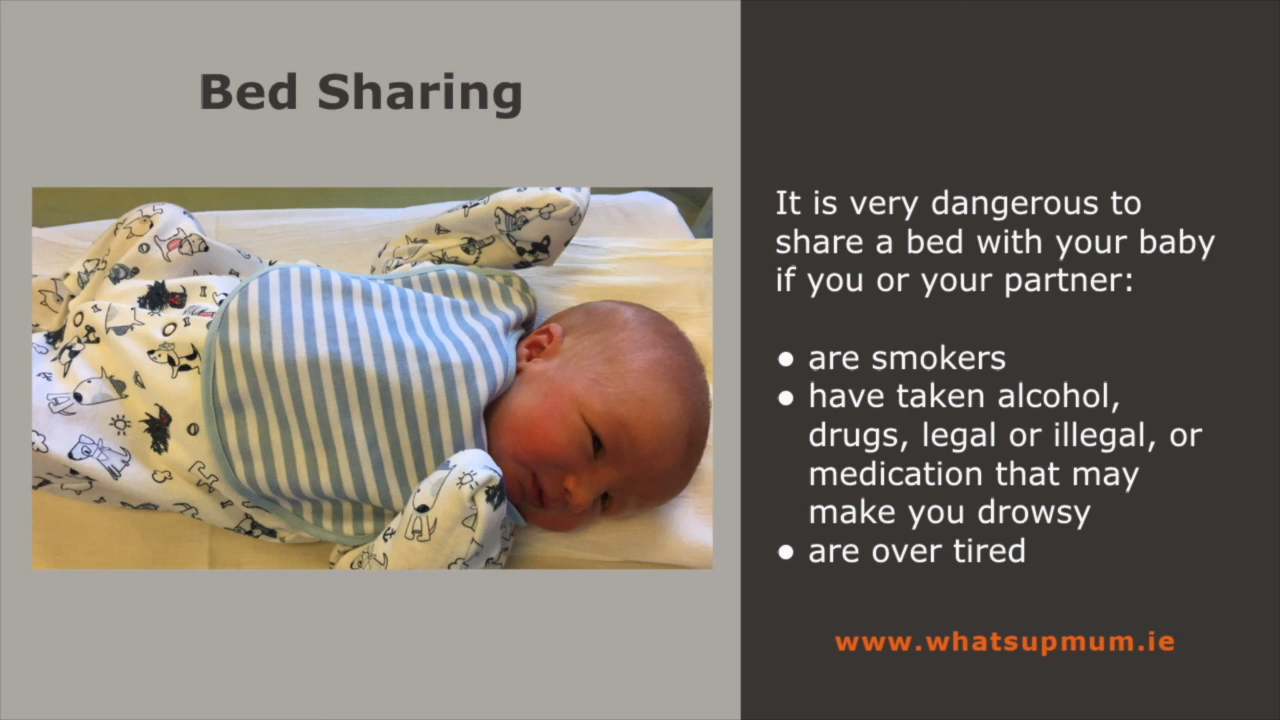 Bed Sharing
It is very dangerous to
share a bed with your baby
if you or your partner:
● are smokers
● have taken alcohol,
drugs, legal or illegal, or
medication that may
make you drowsy
● are over tired
www.whatsupmum.ie